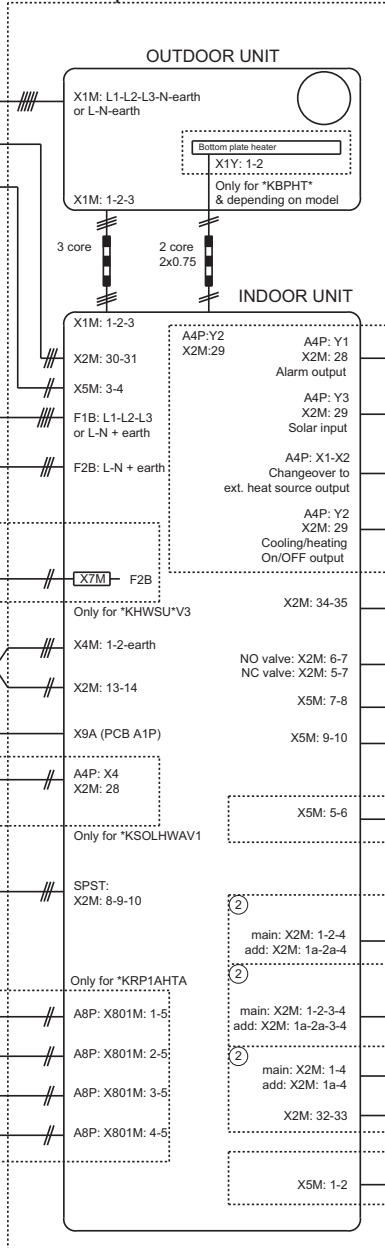 OUTDOOR UNIT
X1M: L1-L2-L3-N-earth
or L-N-earth
Bottom plate heater
X1Y: 1-2
Only for *KBPHT*
& depending on model
X1M: 1-2-3
3 core
2 core
2x0.75
INDOOR UNIT
X1M: 1-2-3
A4P:Y2
X2M:29
A4P: Y1
X2M: 28
Alarm output
X2M: 30-31
X5M: 3-4
A4P: Y3
X2M: 29
Solar input
F1B: L1-L2-L3
or L-N + earth
F2B: L-N + earth
A4P: X1-X2
Changeover to
ext. heat source output
A4P: Y2
X2M: 29
Cooling/heating
On/OFF output
X7M
F2B
Only for *KHWSU*V3
X2M: 34-35
X4M: 1-2-earth
X2M: 13-14
NO valve: X2M: 6-7
NC valve: X2M: 5-7
X5M: 7-8
X9A (PCB A1P)
X5M: 9-10
A4P: X4
X2M: 28
Only for *KSOLHWAV1
X5M: 5-6
SPST:
X2M: 8-9-10
2
main: X2M: 1-2-4
add: X2M: 1a-2a-4
2
main: X2M: 1-2-3-4
add: X2M: 1a-2a-3-4
2
main: X2M: 1-4
add: X2M: 1a-4
X2M: 32-33
Only for *KRP1AHTA
A8P: X801M: 1-5
A8P: X801M: 2-5
A8P: X801M: 3-5
A8P: X801M: 4-5
X5M: 1-2